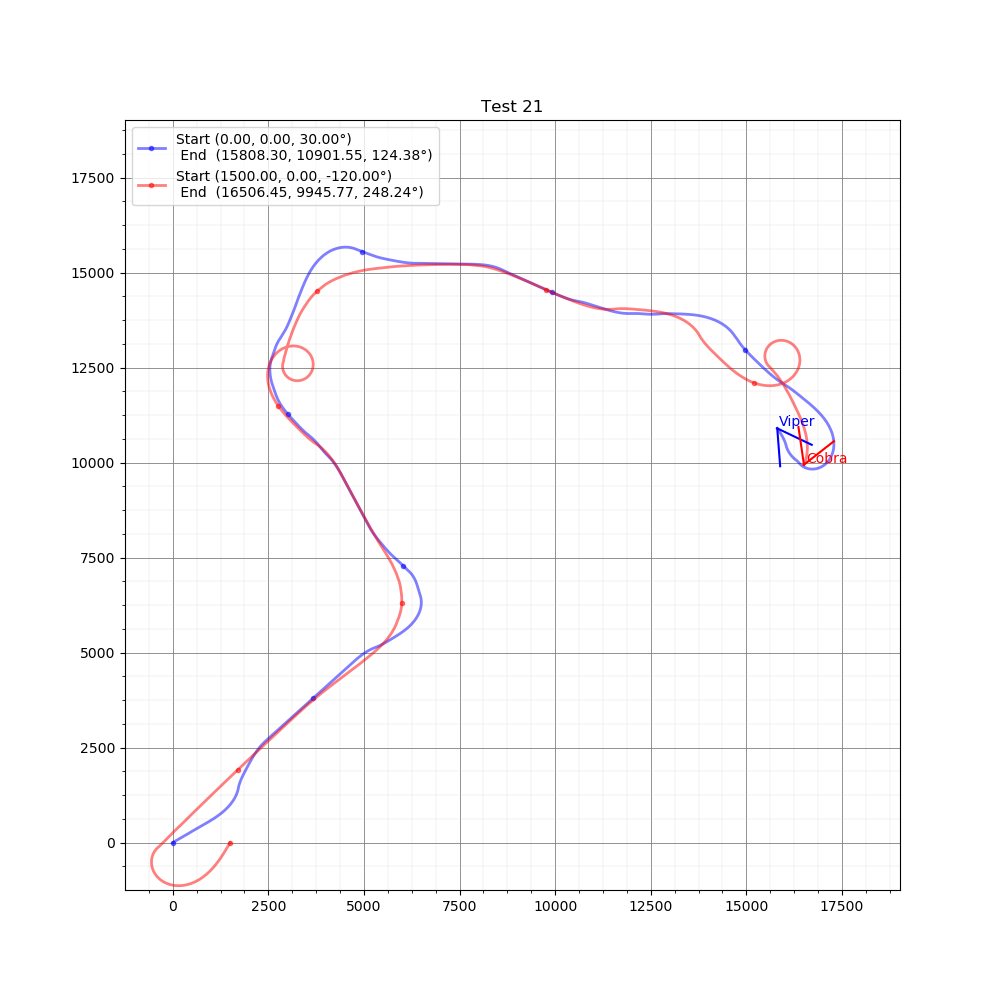 Test 21
Start (0.00, 0.00, 30.00°)
End (15808.30, 10901.55, 124.38°)
Start (1500.00, 0.00, -120.00°)
End (16506.45, 9945.77, 248.24°)
17500
15000
12500
10000
7500
5000
2500
0
Viper
Cobra
0 2500 5000 7500 10000 12500 15000 17500